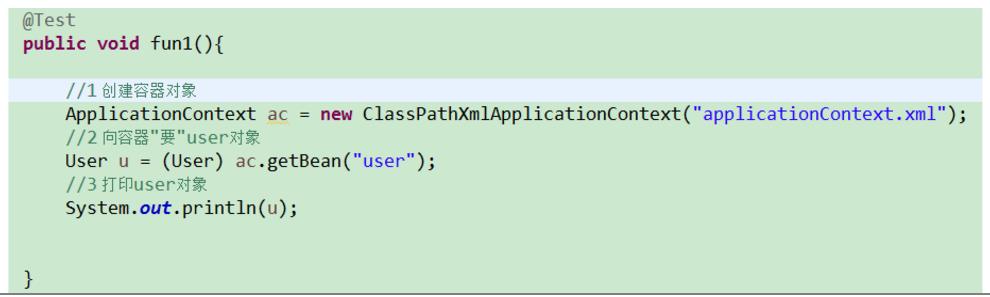 @Test
public void fun1(){
//1 创建容器对象
ApplicationContext ac = new ClassPathXmlApplicationContext("applicationContext.xml");
//2 向容器"要"user对象
User u = (User) ac.getBean("user");
//3 打印user对象
System.out.println(u);
}